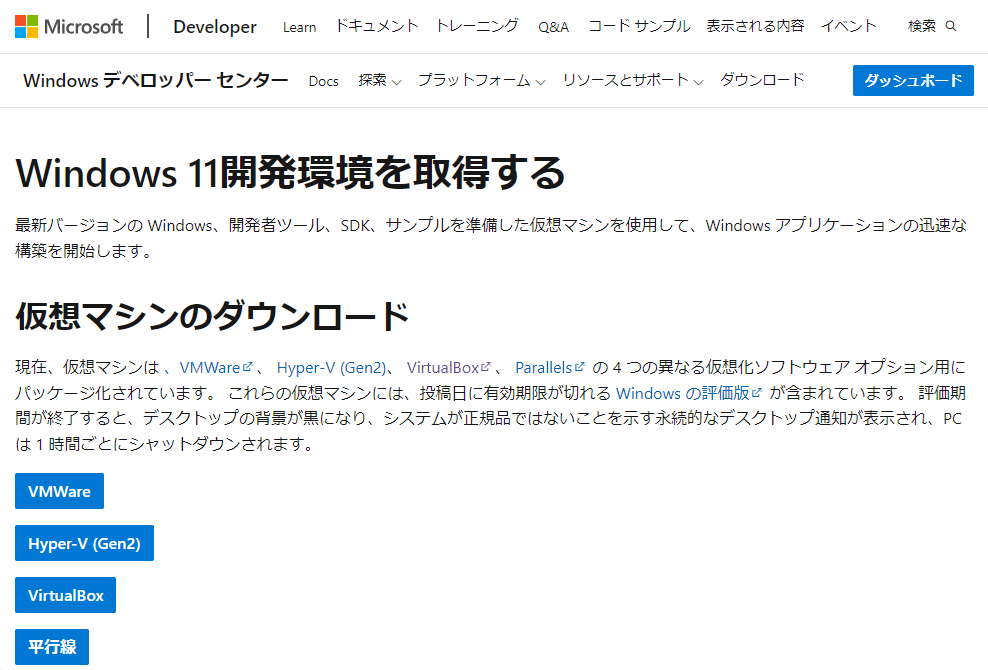 Microsoft Developer Learn ドキュメント トレーニング Q&A コード サンプル 表示される内容 イベント 検索
Windows デベロッパー センター Docs 探索 プラットフォーム リソースとサポート ダウンロード ダッシュボード
Windows 11開発環境を取得する
最新バージョンの Windows、開発者ツール、SDK、サンプルを準備した仮想マシンを使用して、Windows アプリケーションの迅速な
構築を開始します。
仮想マシンのダウンロード
現在、仮想マシンは 、VMWare 、 Hyper-V (Gen2)、 VirtualBox 、 Parallels の 4 つの異なる仮想化ソフトウェア オプション用に
パッケージ化されています。 これらの仮想マシンには、投稿日に有効期限が切れる Windows の評価版 が含まれています。 評価期
間が終了すると、デスクトップの背景が黒になり、システムが正規品ではないことを示す永続的なデスクトップ通知が表示され、PC
は 1 時間ごとにシャットダウンされます。
VMWare
Hyper-V (Gen2)
VirtualBox
平行線